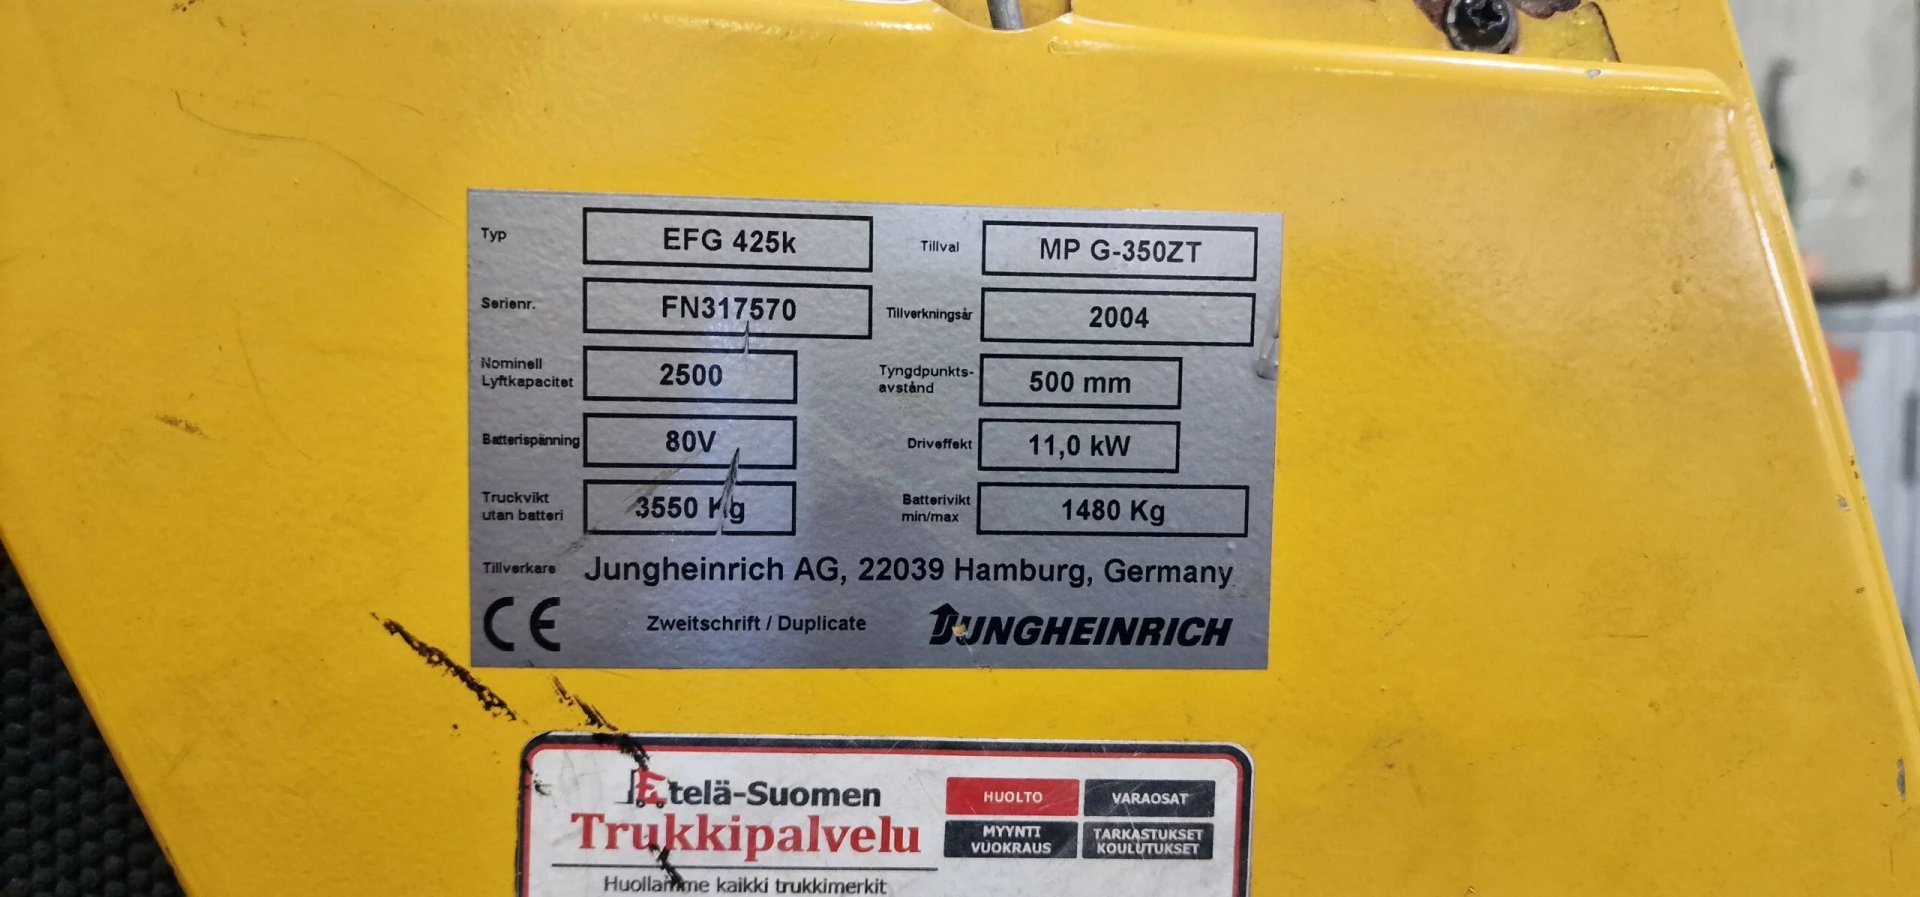 Typ EFG 425k Tillval MP G-350ZT
Serienr. FN317570 Tillverkningsår 2004
Nominell Lyftkapacitet 2500 Tyngdpunkts-avstånd 500 mm
Batterispänning 80V Driveffekt 11,0 kW
Truckvikt utan batteri 3550 Kg Batterivikt min/max 1480 Kg
Tillverkare Jungheinrich AG, 22039 Hamburg, Germany
CE Zweitschrift / Duplicate JUNGHEINRICH
Etelä-Suomen
Trukkipalvelu
Huollamme kaikki trukkimerkit
HUOLTO VARAOSAT
MYYNTI
VUOKRAUS
TARKASTUKSET
KOULUTUKSET